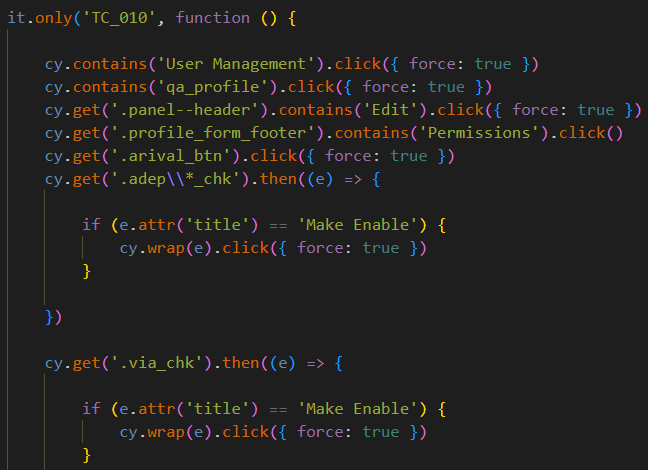 it.only('TC_010', function () {
cy.contains('User Management').click({ force: true })
cy.contains('qa_profile').click({ force: true })
cy.get('.panel--header').contains('Edit').click({ force: true })
cy.get('.profile_form_footer').contains('Permissions').click()
cy.get('.arival_btn').click({ force: true })
cy.get('.adep\\*_chk').then((e) => {
if (e.attr('title') == 'Make Enable') {
cy.wrap(e).click({ force: true })
}
})
cy.get('.via_chk').then((e) => {
if (e.attr('title') == 'Make Enable') {
cy.wrap(e).click({ force: true })
}